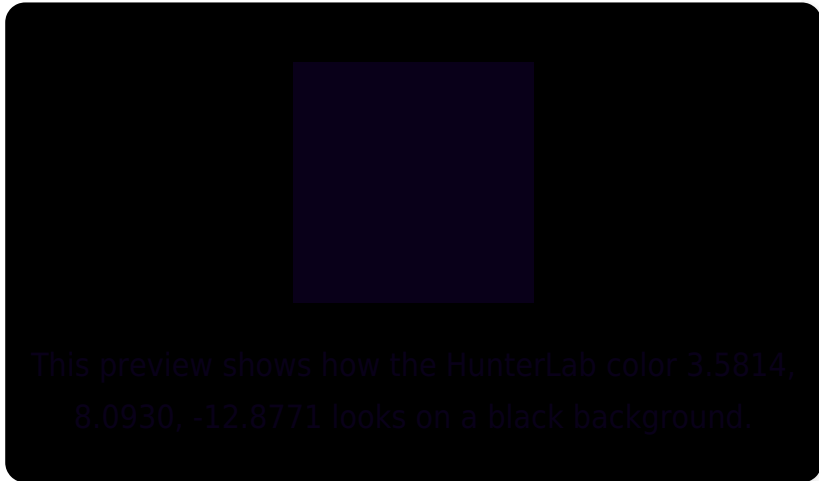 This preview shows how the HunterLab color 3.5814,
8.0930, -12.8771 looks on a black background.